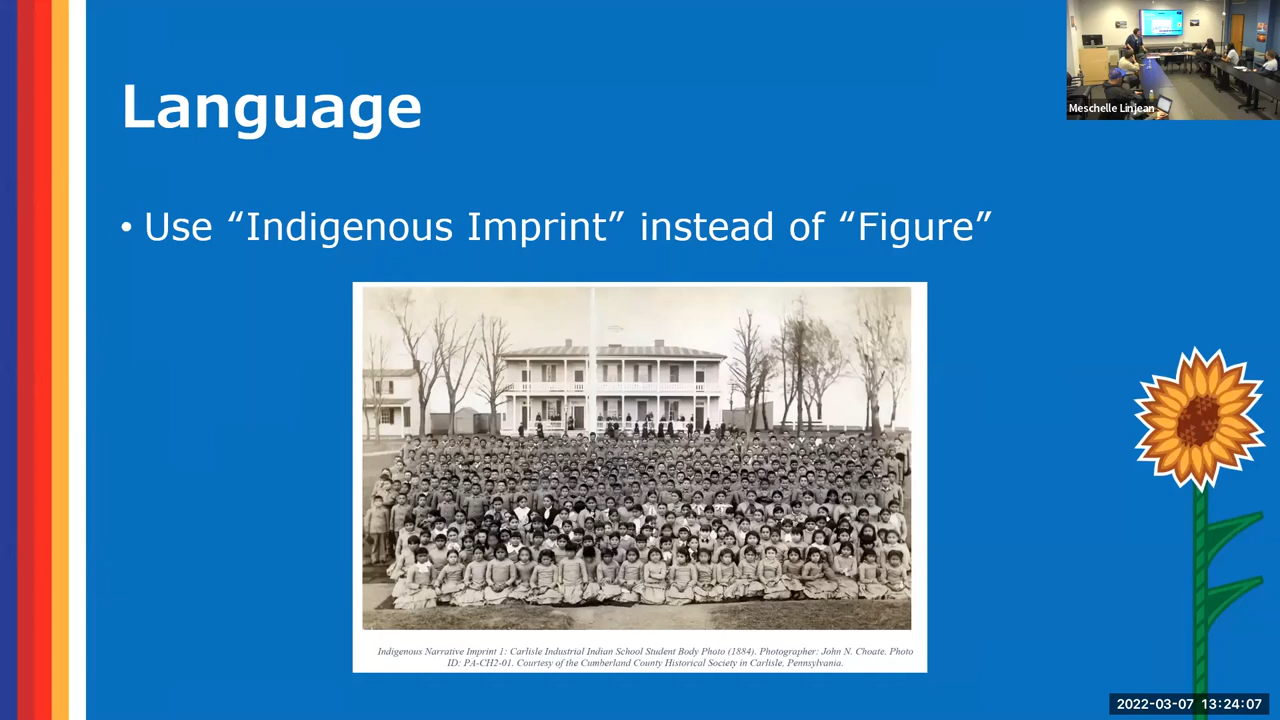 Language
• Use “Indigenous Imprint” instead of “Figure”
Indigenous Narrative Imprint 1: Carlisle Industrial Indian School Student Body Photo (1884). Photographer: John N. Choate. Photo
ID: PA-CH2-01. Courtesy of the Cumberland County Historical Society in Carlisle, Pennsylvania.
Meschelle Linjean
2022-03-07 13:24:07